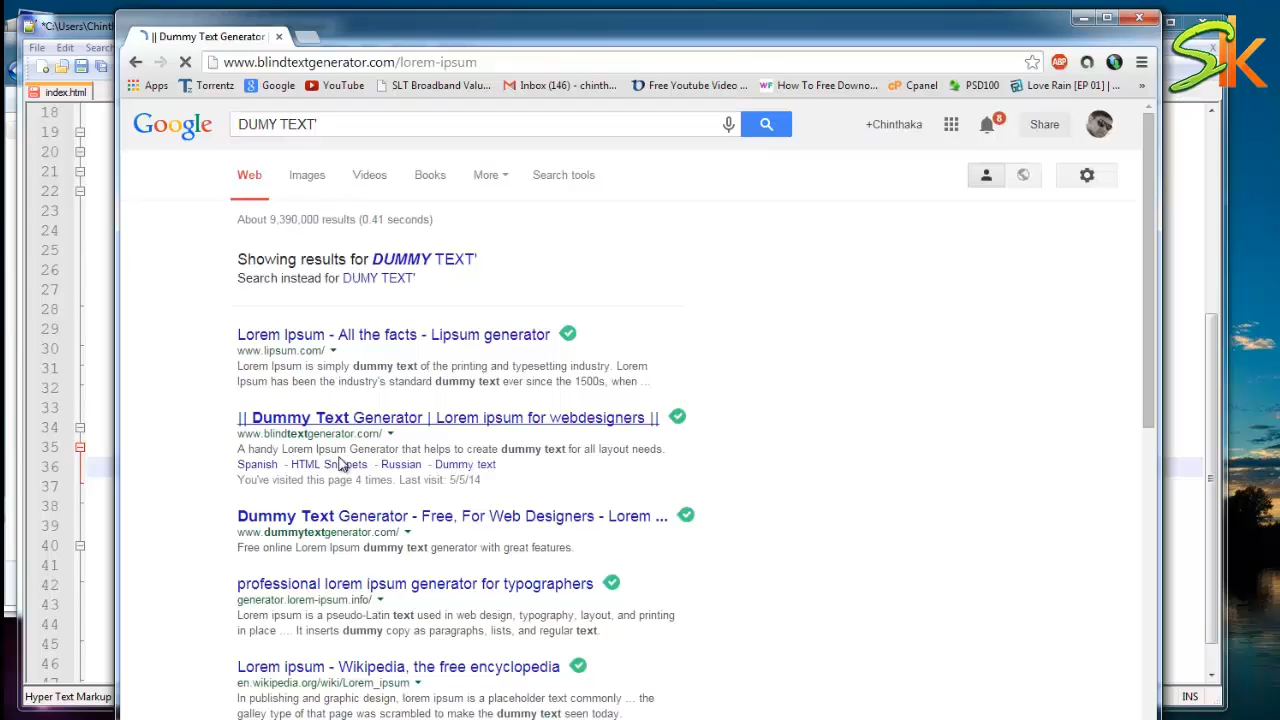 *C:\Users\Chinth
|| Dummy Text Generator |
File Edit Search
www.blindtextgenerator.com/lorem-ipsum
Apps Torrentz Google YouTube SLT Broadband Valu... Inbox (146) - chinth... Free Youtube Video ... How To Free Downlo... Cpanel PSD100 Love Rain [EP 01] |... »
index.html
Google DUMY TEXT' +Chinthaka 8 Share
Web Images Videos Books More Search tools
About 9,390,000 results (0.41 seconds)
Showing results for DUMMY TEXT'
Search instead for DUMY TEXT'
Lorem Ipsum - All the facts - Lipsum generator
www.lipsum.com/
Lorem Ipsum is simply dummy text of the printing and typesetting industry. Lorem
Ipsum has been the industry's standard dummy text ever since the 1500s, when ...
|| Dummy Text Generator | Lorem ipsum for webdesigners ||
www.blindtextgenerator.com/
A handy Lorem Ipsum Generator that helps to create dummy text for all layout needs.
Spanish - HTML Snippets - Russian - Dummy text
You've visited this page 4 times. Last visit: 5/5/14
Dummy Text Generator - Free, For Web Designers - Lorem ...
www.dummytextgenerator.com/
Free online Lorem Ipsum dummy text generator with great features.
professional lorem ipsum generator for typographers
generator.lorem-ipsum.info/
Lorem ipsum is a pseudo-Latin text used in web design, typography, layout, and printing
in place .... It inserts dummy copy as paragraphs, lists, and regular text.
Lorem ipsum - Wikipedia, the free encyclopedia
en.wikipedia.org/wiki/Lorem_ipsum
In publishing and graphic design, lorem ipsum is a placeholder text commonly ... the
galley type of that page was scrambled to make the dummy text seen today.
18
19
20
21
22
23
24
25
26
27
28
29
30
31
32
33
34
35
36
37
38
39
40
41
42
43
44
45
46
47
Hyper Text Markup
INS
SK